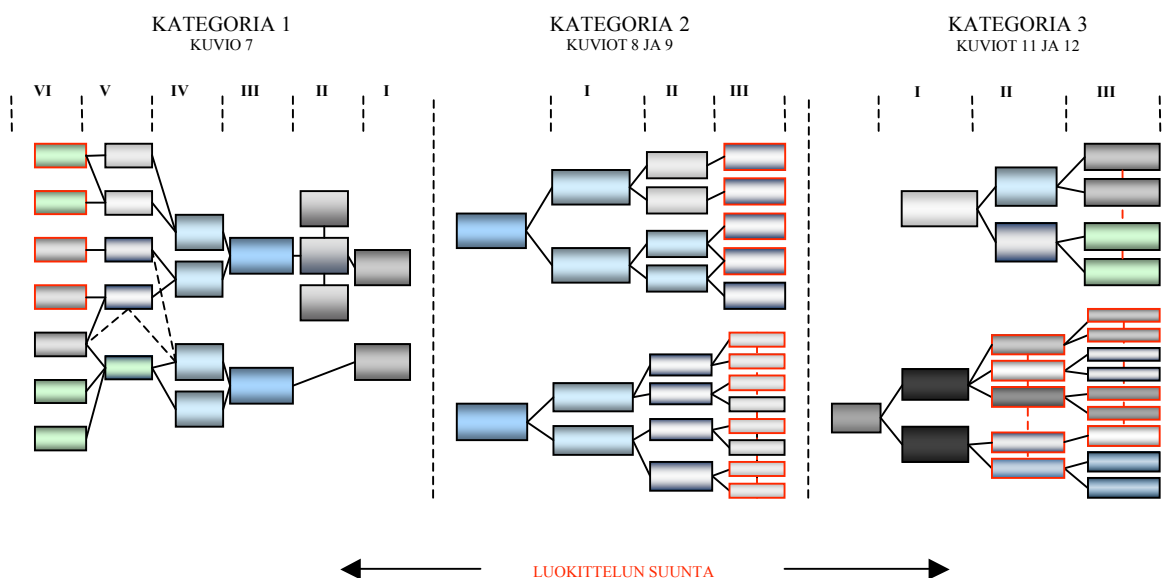 KATEGORIA 1
KUVIO 7
VI V IV III II I
KATEGORIA 2
KUVIOT 8 JA 9
I II III
KATEGORIA 3
KUVIOT 11 JA 12
I II III
LUOKITTELUN SUUNTA